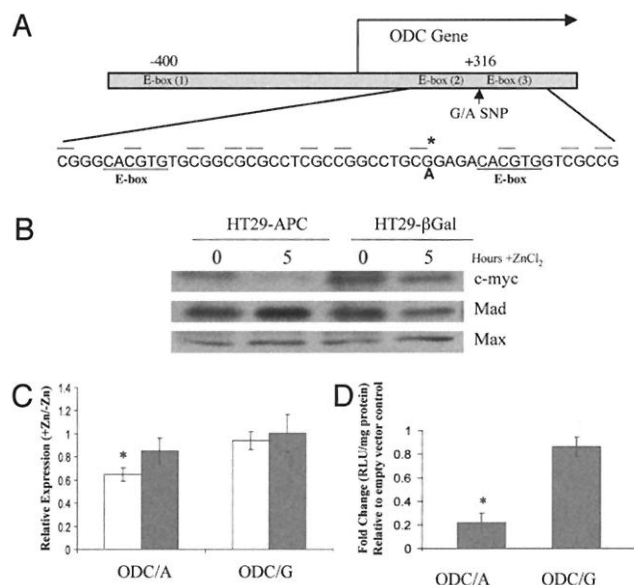 A
ODC Gene
-400
+316
E-box (1)
E-box (2)
E-box (3)
G/A SNP
*
CGGGCACGTGTGCGGCGCGCCTCGCCGGCCTGCGGAGACACGTGGTCGCCG
A
E-box
E-box
B
HT29-APC
HT29-βGal
0
5
0
5
Hours +ZnCl2
c-myc
Mad
Max
C
Relative Expression (+Zn/-Zn)
1.4
1.2
1
0.8
0.6
0.4
0.2
0
*
ODC/A
ODC/G
D
Fold Change (RLU/mg protein)
Relative to empty vector control
1
0.8
0.6
0.4
0.2
0
*
ODC/A
ODC/G